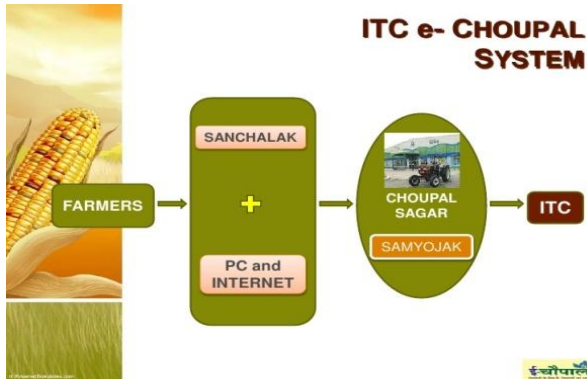 ITC e- CHOUPAL
SYSTEM
FARMERS
SANCHALAK
+
PC and
INTERNET
CHOUPAL
SAGAR
SAMYOJAK
ITC
ई-चौपाल